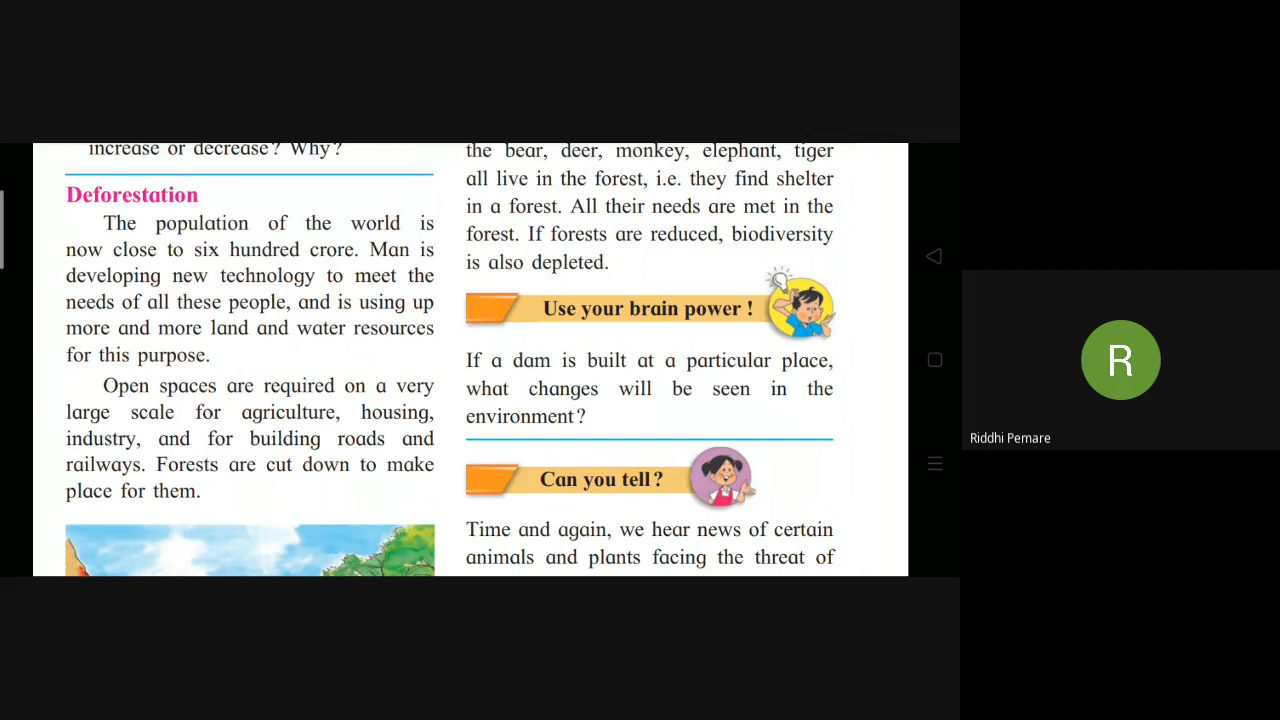 increase or decrease? Why?
Deforestation
The population of the world is
now close to six hundred crore. Man is
developing new technology to meet the
needs of all these people, and is using up
more and more land and water resources
for this purpose.
Open spaces are required on a very
large scale for agriculture, housing,
industry, and for building roads and
railways. Forests are cut down to make
place for them.
the bear, deer, monkey, elephant, tiger
all live in the forest, i.e. they find shelter
in a forest. All their needs are met in the
forest. If forests are reduced, biodiversity
is also depleted.
Use your brain power !
If a dam is built at a particular place,
what changes will be seen in the
environment?
Can you tell?
Time and again, we hear news of certain
animals and plants facing the threat of
R
Riddhi Pemare